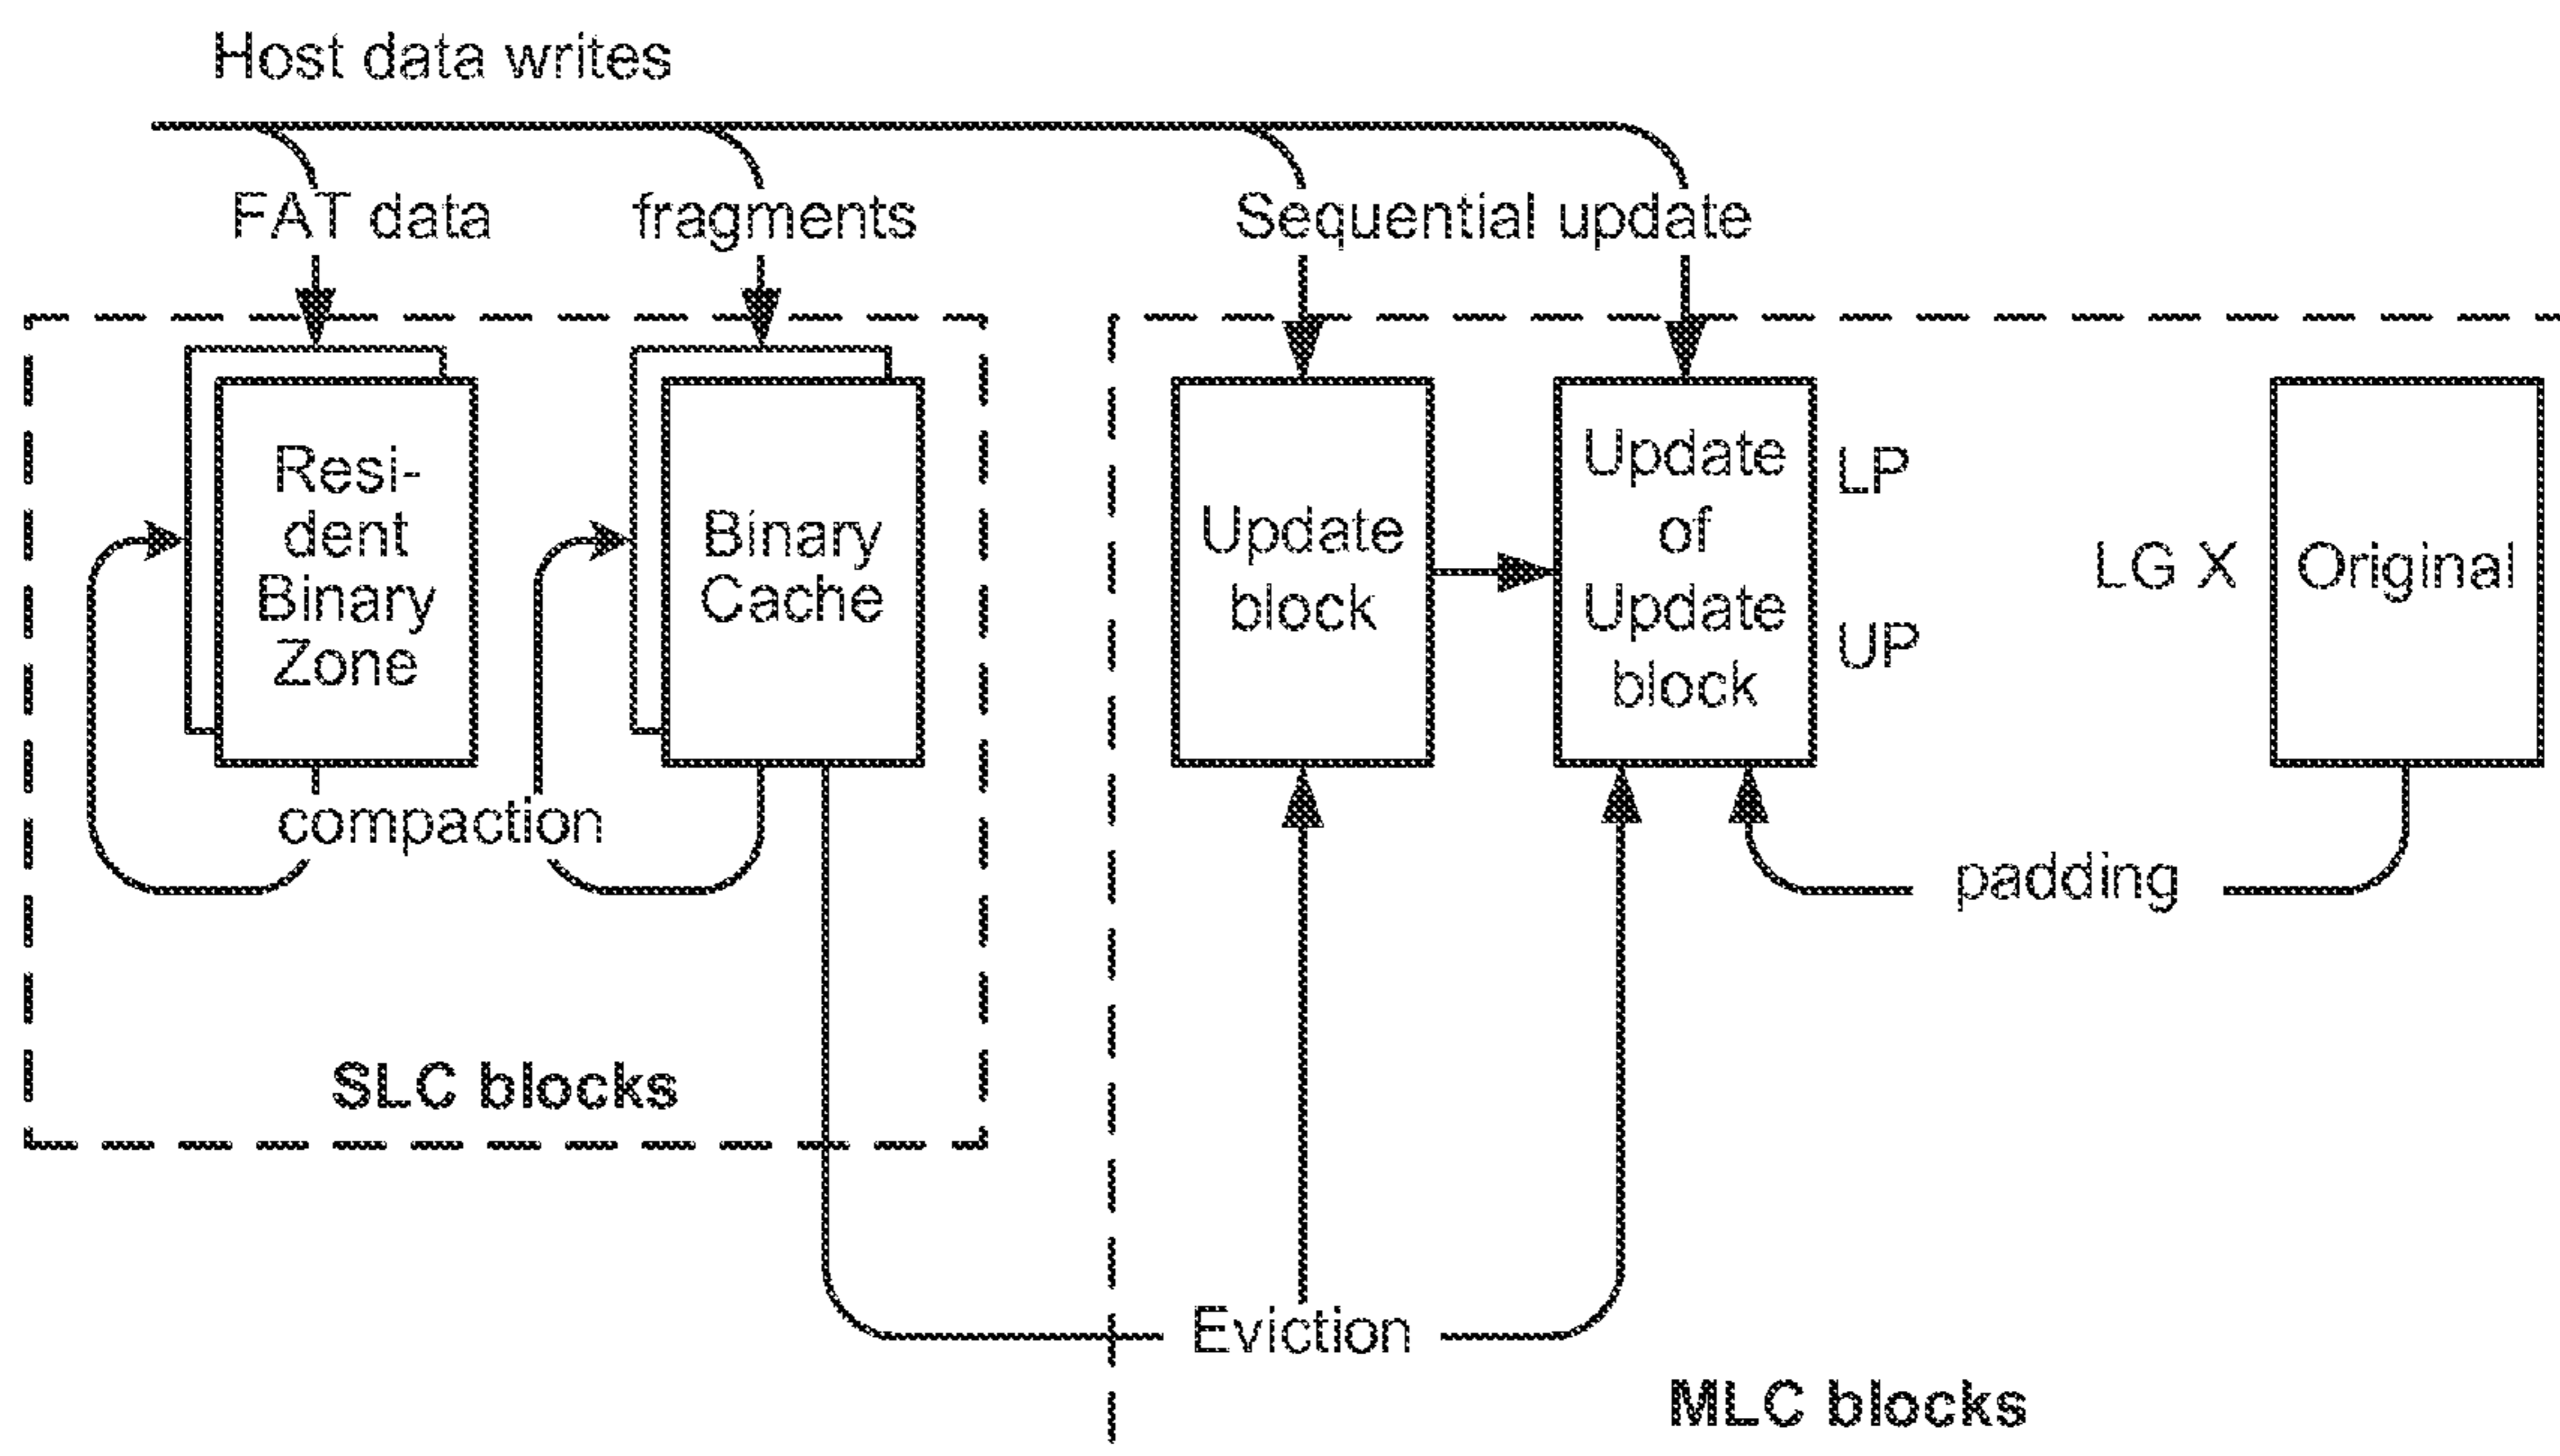 Host data writes
FAT data
fragments
Sequential update
Resi-
dent
Binary
Zone
Binary
Cache
Update
block
Update
of
Update
block
LP
UP
LG X
Original
compaction
padding
SLC blocks
Eviction
MLC blocks